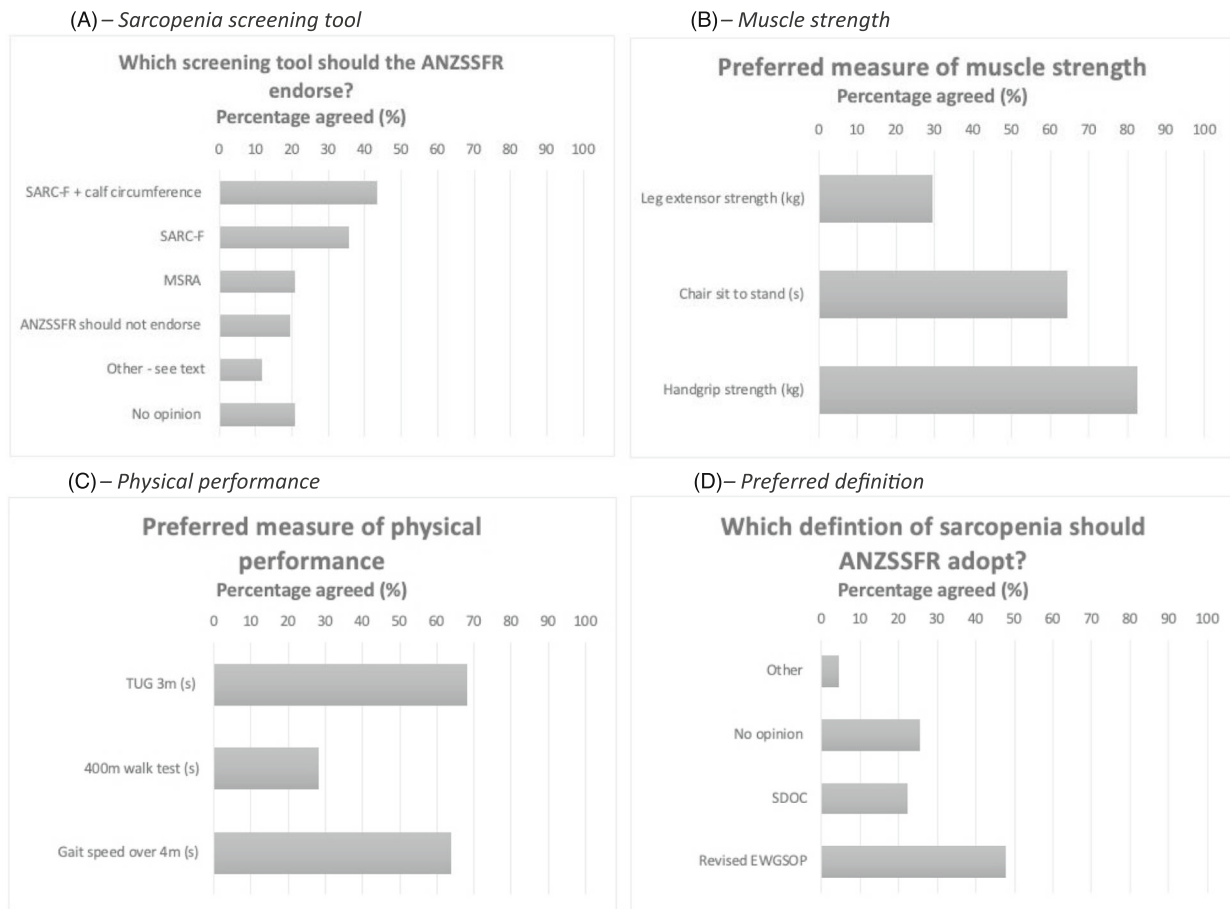 (A) – Sarcopenia screening tool
Which screening tool should the ANZSSFR
endorse?
Percentage agreed (%)
0 10 20 30 40 50 60 70 80 90 100
SARC-F + calf circumference
SARC-F
MSRA
ANZSSFR should not endorse
Other - see text
No opinion
(B) – Muscle strength
Preferred measure of muscle strength
Percentage agreed (%)
0 10 20 30 40 50 60 70 80 90 100
Leg extensor strength (kg)
Chair sit to stand (s)
Handgrip strength (kg)
(C) – Physical performance
Preferred measure of physical
performance
Percentage agreed (%)
0 10 20 30 40 50 60 70 80 90 100
TUG 3m (s)
400m walk test (s)
Gait speed over 4m (s)
(D) – Preferred definition
Which defintion of sarcopenia should
ANZSSFR adopt?
Percentage agreed (%)
0 10 20 30 40 50 60 70 80 90 100
Other
No opinion
SDOC
Revised EWGSOP